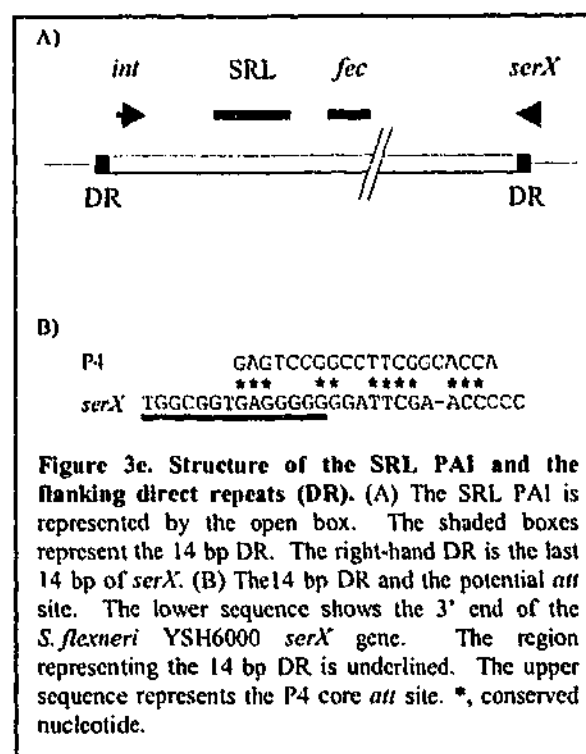 A)
int SRL fec serX
DR DR
B)
P4 GAGTCCGGCCTTCGGCACCA
*** ** **** ***
serX TGGCGGTGAGGGGGGGATTCGA-ACCCCC
Figure 3c. Structure of the SRL PAI and the
flanking direct repeats (DR). (A) The SRL PAI is
represented by the open box. The shaded boxes
represent the 14 bp DR. The right-hand DR is the last
14 bp of serX. (B) The14 bp DR and the potential att
site. The lower sequence shows the 3' end of the
S. flexneri YSH6000 serX gene. The region
representing the 14 bp DR is underlined. The upper
sequence represents the P4 core att site. *, conserved
nucleotide.